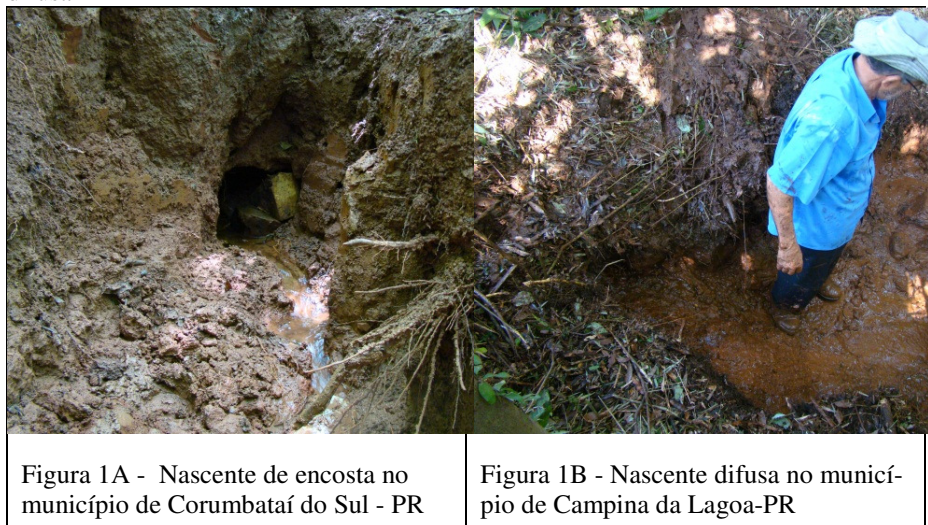 Figura 1A - Nascente de encosta no
município de Corumbataí do Sul - PR
Figura 1B - Nascente difusa no municí-
pio de Campina da Lagoa-PR